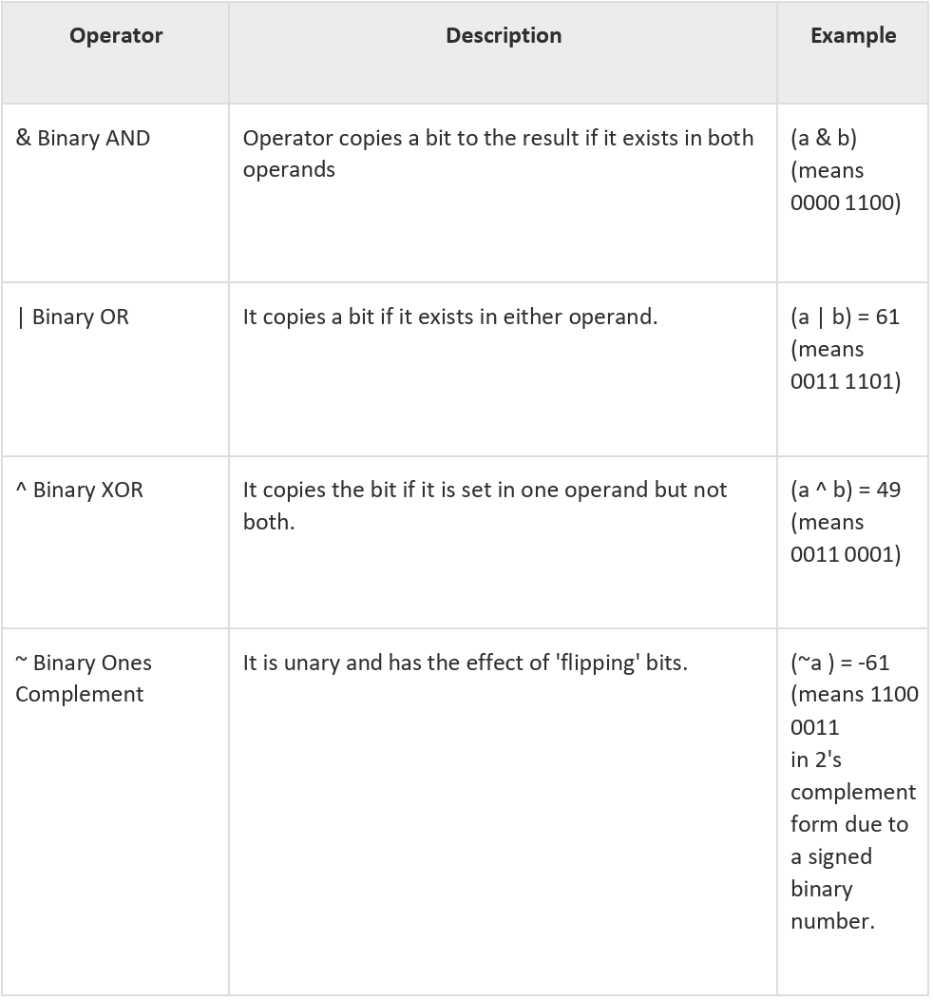 Operator Description Example
& Binary AND
Operator copies a bit to the result if it exists in both
operands
(a & b)
(means
0000 1100)
| Binary OR
It copies a bit if it exists in either operand.
(a | b) = 61
(means
0011 1101)
^ Binary XOR
It copies the bit if it is set in one operand but not
both.
(a ^ b) = 49
(means
0011 0001)
~ Binary Ones
Complement
It is unary and has the effect of 'flipping' bits.
(~a ) = -61
(means 1100
0011
in 2's
complement
form due to
a signed
binary
number.